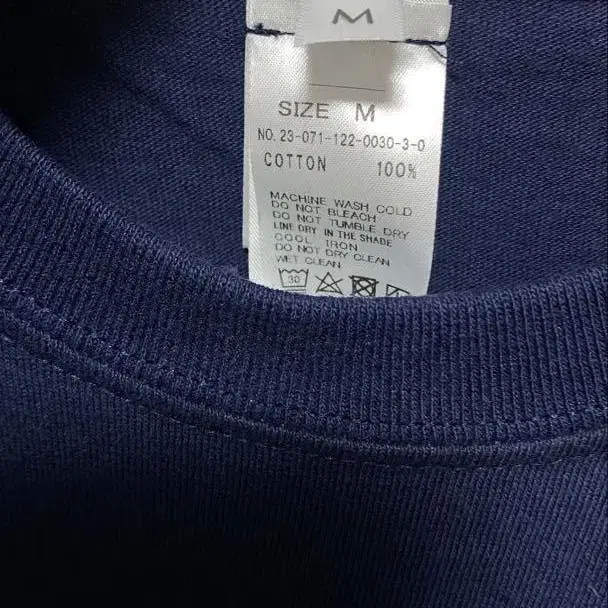 M
SIZE M
NO. 23-071-122-0030-3-0
COTTON 100%
MACHINE WASH COLD
DO NOT BLEACH
DO NOT TUMBLE DRY
LINE DRY IN THE SHADE
COOL IRON
DO NOT DRY CLEAN
WET CLEAN
30